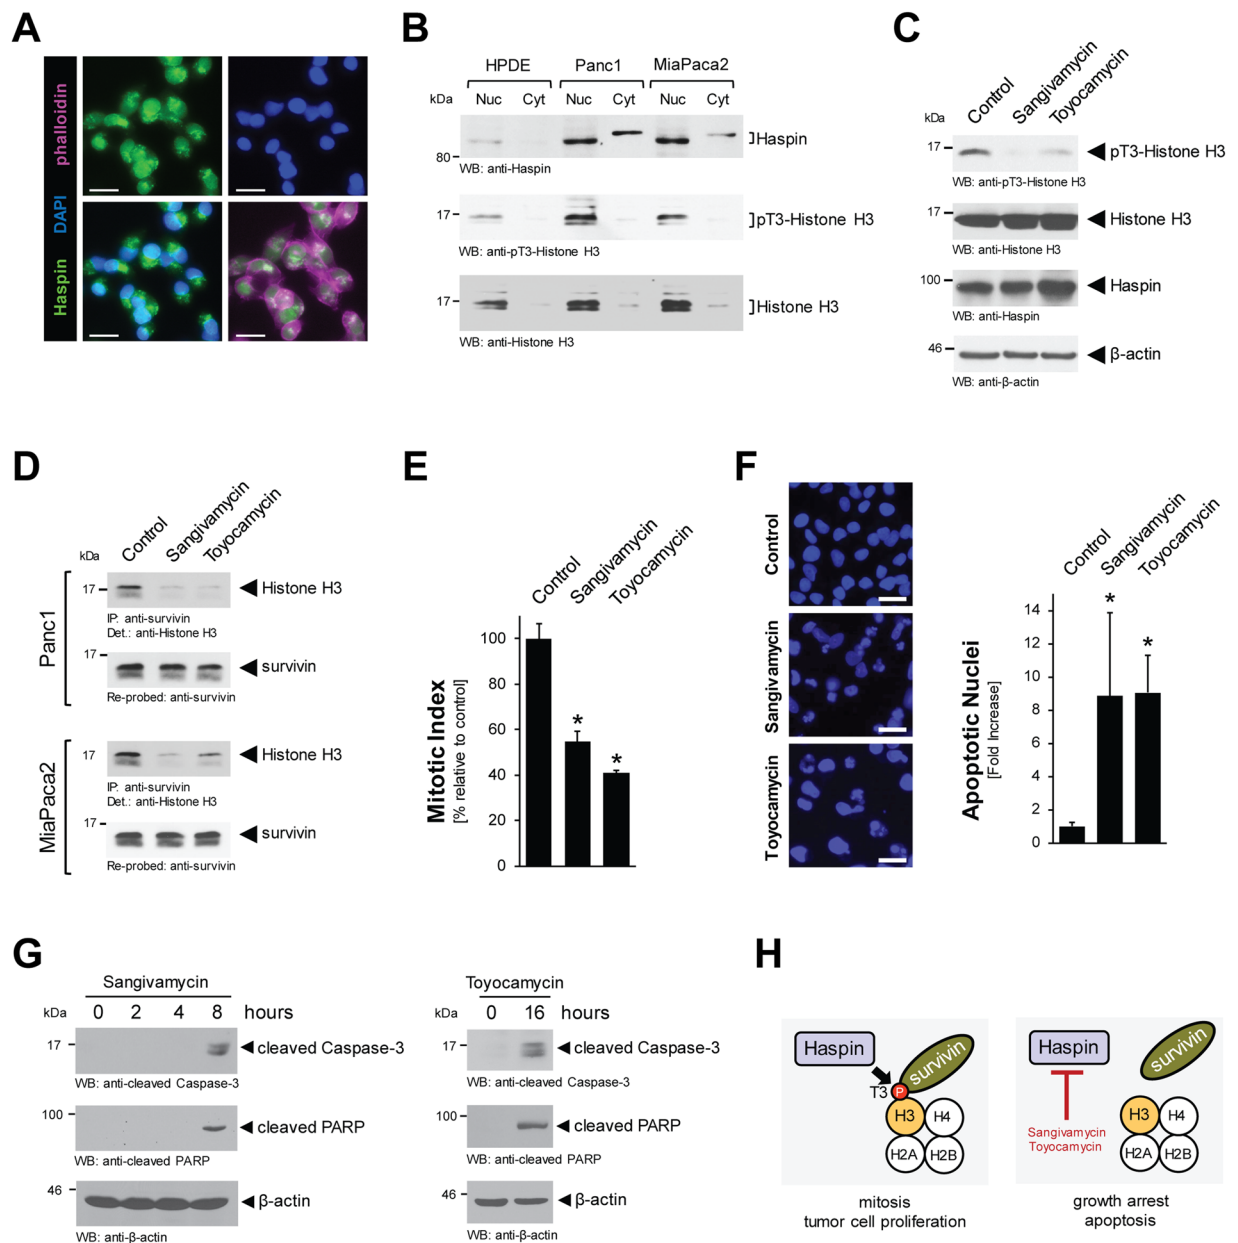 A
phalloidin
DAPI
Haspin
B
HPDE Panc1 MiaPaca2
kDa Nuc Cyt Nuc Cyt Nuc Cyt
Haspin
80
WB: anti-Haspin
17 pT3-Histone H3
WB: anti-pT3-Histone H3
17 Histone H3
WB: anti-Histone H3
C
Control Sangivamycin Toyocamycin
kDa
17 pT3-Histone H3
WB: anti-pT3-Histone H3
17 Histone H3
WB: anti-Histone H3
100 Haspin
WB: anti-Haspin
46 β-actin
WB: anti-β-actin
D
Control Sangivamycin Toyocamycin
kDa
Panc1
17 Histone H3
IP: anti-survivin
Det.: anti-Histone H3
17
survivin
Re-probed: anti-survivin
MiaPaca2
17 Histone H3
IP: anti-survivin
Det.: anti-Histone H3
17
survivin
Re-probed: anti-survivin
E
Control Sangivamycin Toyocamycin
Mitotic Index
[% relative to control]
100
80
60
40
20
0
* *
F
Control
Sangivamycin
Toyocamycin
Control Sangivamycin Toyocamycin
Apoptotic Nuclei
[Fold Increase]
14
12
10
8
6
4
2
0
* *
G
Sangivamycin
kDa 0 2 4 8 hours
17 cleaved Caspase-3
WB: anti-cleaved Caspase-3
100
cleaved PARP
WB: anti-cleaved PARP
46
β-actin
WB: anti-β-actin
Toyocamycin
kDa 0 16 hours
17 cleaved Caspase-3
WB: anti-cleaved Caspase-3
100
cleaved PARP
WB: anti-cleaved PARP
46
β-actin
WB: anti-β-actin
H
Haspin survivin
T3 P
H3 H4
H2A H2B
mitosis
tumor cell proliferation
Haspin survivin
Sangivamycin
Toyocamycin
H3 H4
H2A H2B
growth arrest
apoptosis